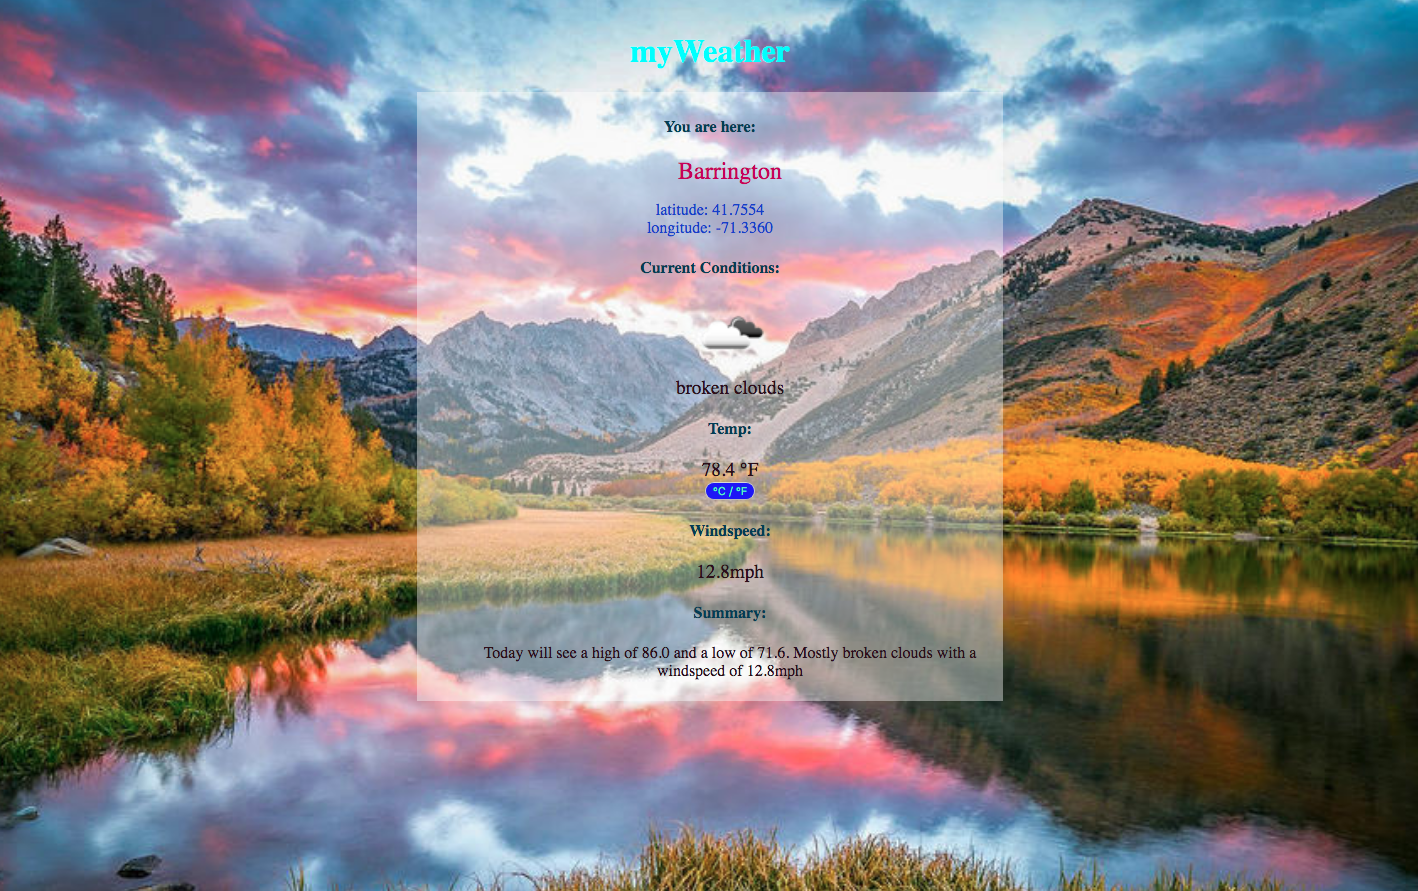 myWeather
You are here:
Barrington
latitude: 41.7554
longitude: -71.3360
Current Conditions:
broken clouds
Temp:
78.4 °F
°C / °F
Windspeed:
12.8mph
Summary:
Today will see a high of 86.0 and a low of 71.6. Mostly broken clouds with a
windspeed of 12.8mph